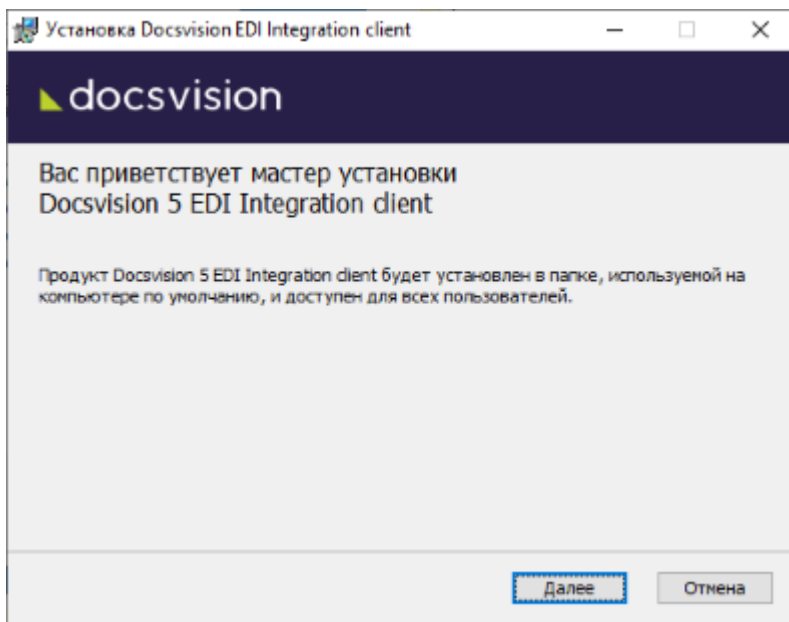 Установка Docsvision EDI Integration client
docsvision
Вас приветствует мастер установки
Docsvision 5 EDI Integration client
Продукт Docsvision 5 EDI Integration client будет установлен в папке, используемой на
компьютере по умолчанию, и доступен для всех пользователей.
Далее
Отмена